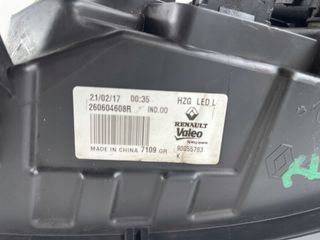 21/02/17 00:35 HZG LED L
260604608R IND.00
RENAULT
Valeo
MADE IN CHINA 7109 GR 90055783
K